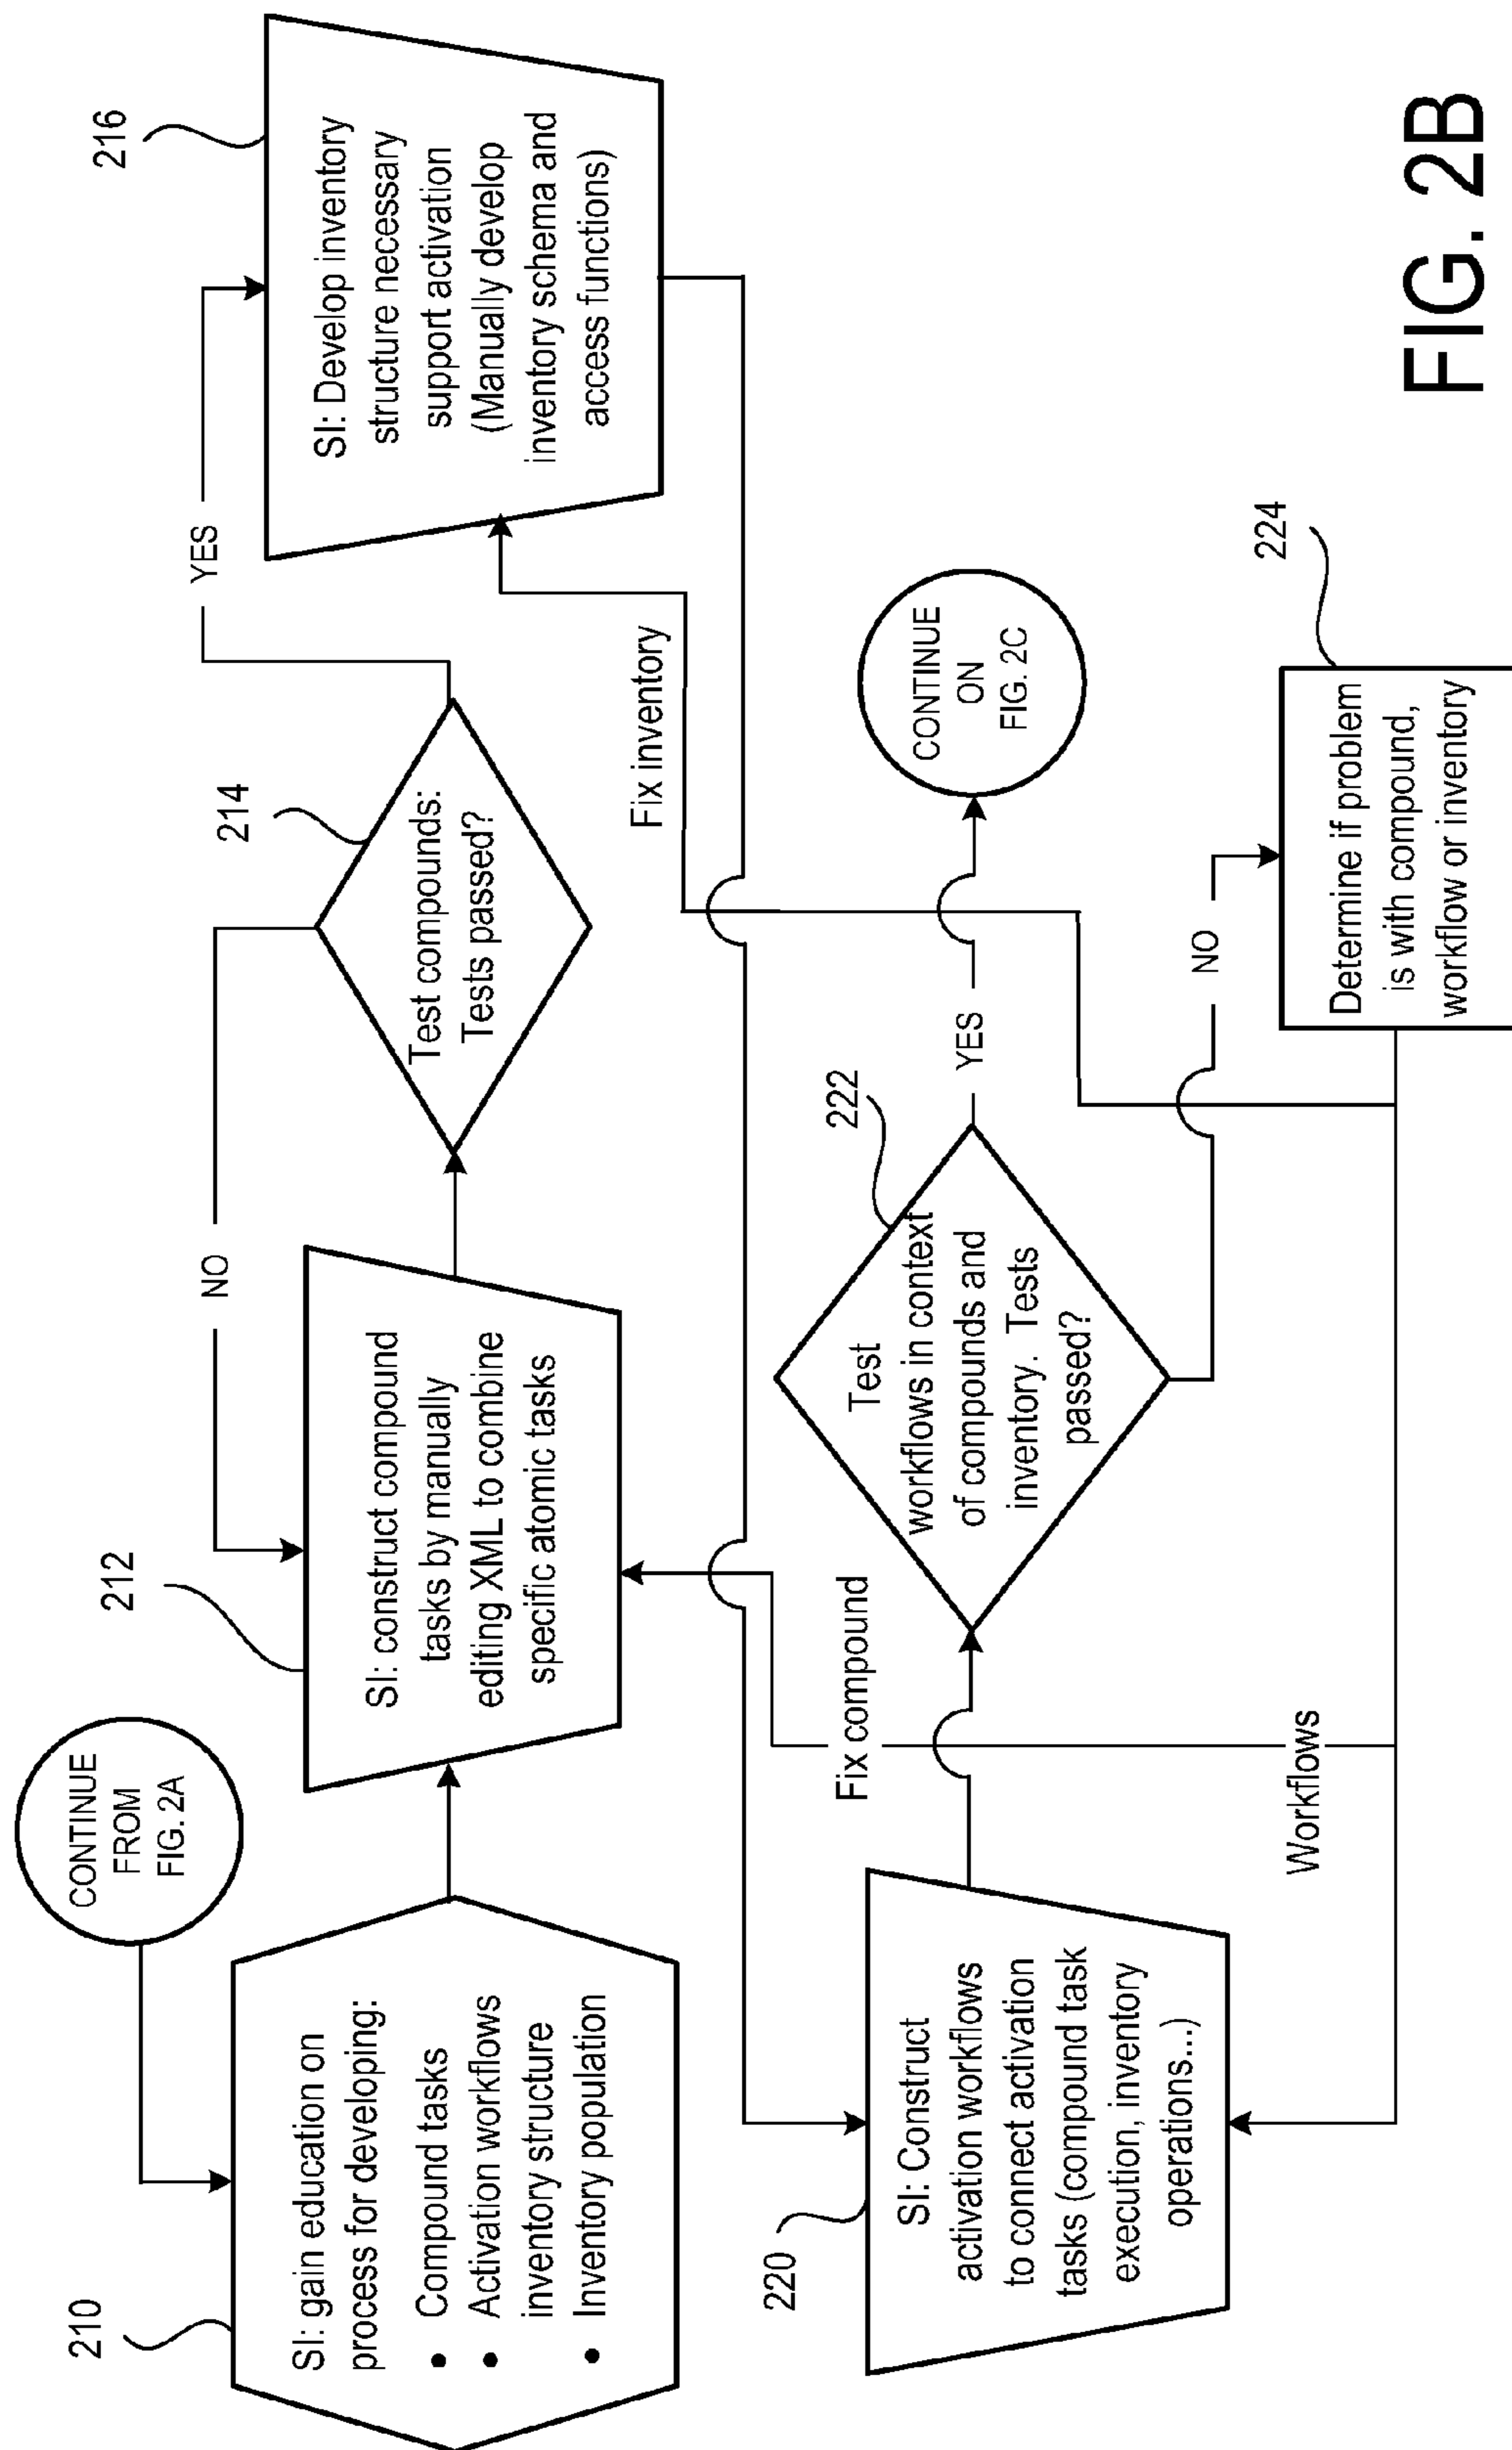 CONTINUE
FROM
FIG. 2A
210
SI: gain education on
process for developing:
• Compound tasks
• Activation workflows
inventory structure
• Inventory population
212
SI: construct compound
tasks by manually
editing XML to combine
specific atomic tasks
NO
214
Test compounds:
Tests passed?
YES
216
SI: Develop inventory
structure necessary
support activation
(Manually develop
inventory schema and
access functions)
Fix inventory
220
SI: Construct
activation workflows
to connect activation
tasks (compound task
execution, inventory
operations...)
Fix compound
Workflows
222
Test
workflows in context
of compounds and
inventory. Tests
passed?
YES
CONTINUE
ON
FIG. 2C
NO
224
Determine if problem
is with compound,
workflow or inventory
FIG. 2B